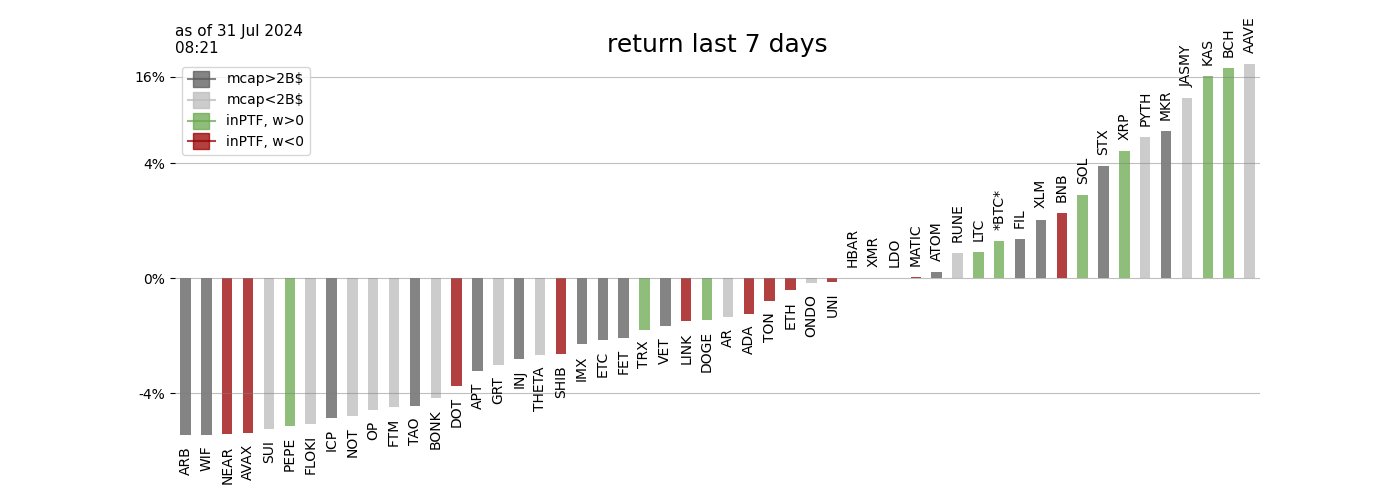 as of 31 Jul 2024
08:21
return last 7 days
mcap>2B$
mcap<2B$
inPTF, w>0
inPTF, w<0
16%
4%
0%
-4%
ARB
WIF
NEAR
AVAX
SUI
PEPE
FLOKI
ICP
NOT
OP
FTM
TAO
BONK
DOT
APT
GRT
INJ
THETA
SHIB
IMX
ETC
FET
TRX
VET
LINK
DOGE
AR
ADA
TON
ETH
ONDO
UNI
HBAR
XMR
LDO
MATIC
ATOM
RUNE
LTC
*BTC*
FIL
XLM
BNB
SOL
STX
XRP
PYTH
MKR
JASMY
KAS
BCH
AAVE